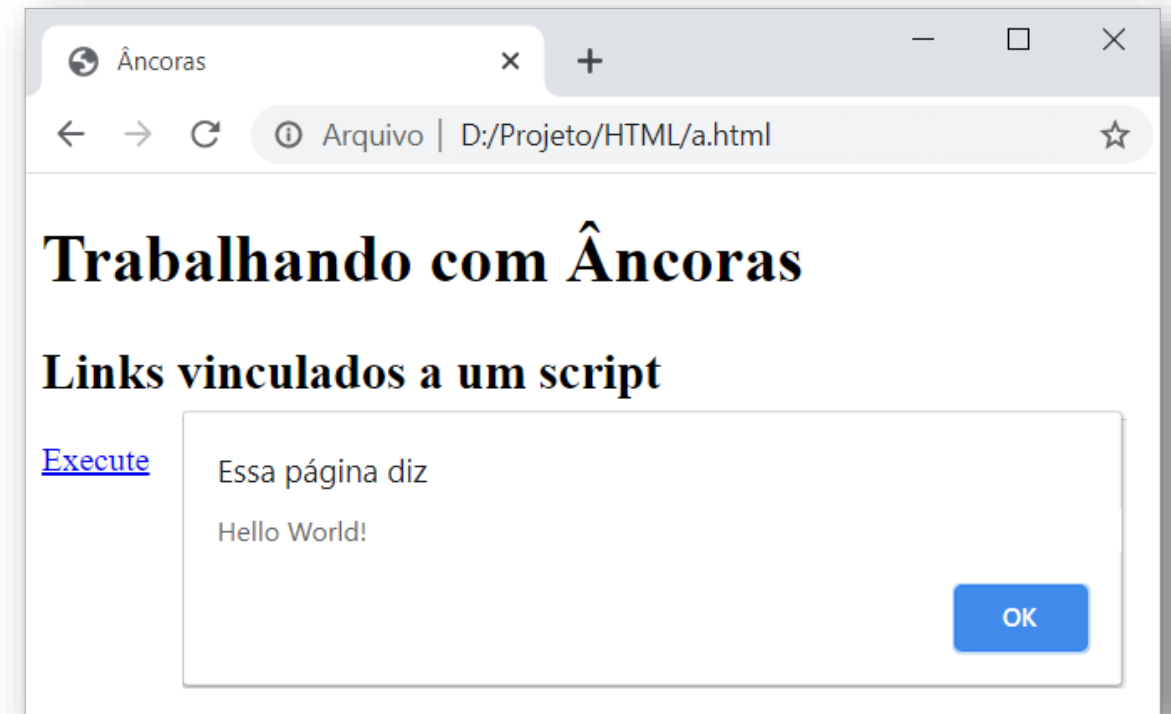 Âncoras
Arquivo | D:/Projeto/HTML/a.html
Trabalhando com Âncoras
Links vinculados a um script
Execute
Essa página diz
Hello World!
OK